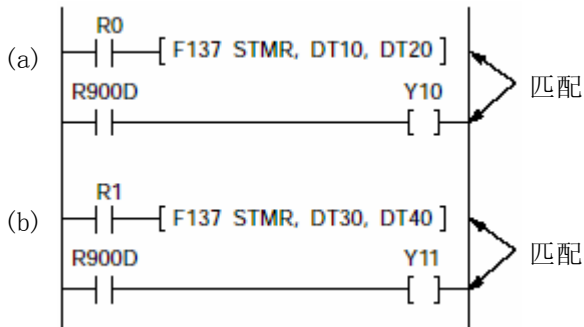 R0
(a) [ F137 STMR, DT10, DT20 ]
匹配
R900D Y10
[ ]
R1
(b) [ F137 STMR, DT30, DT40 ]
匹配
R900D Y11
[ ]